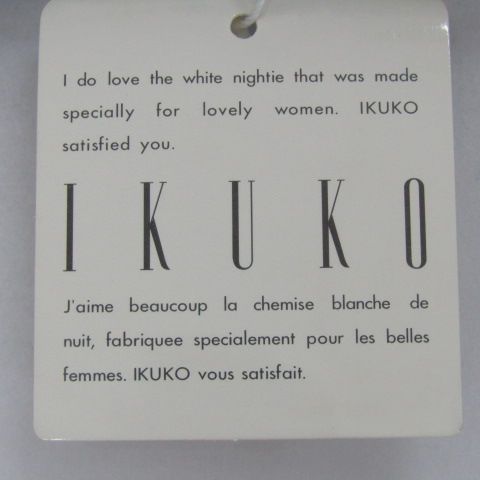 I do love the white nightie that was made
specially for lovely women. IKUKO
satisfied you.
IKUKO
J'aime beaucoup la chemise blanche de
nuit, fabriquee specialement pour les belles
femmes. IKUKO vous satisfait.